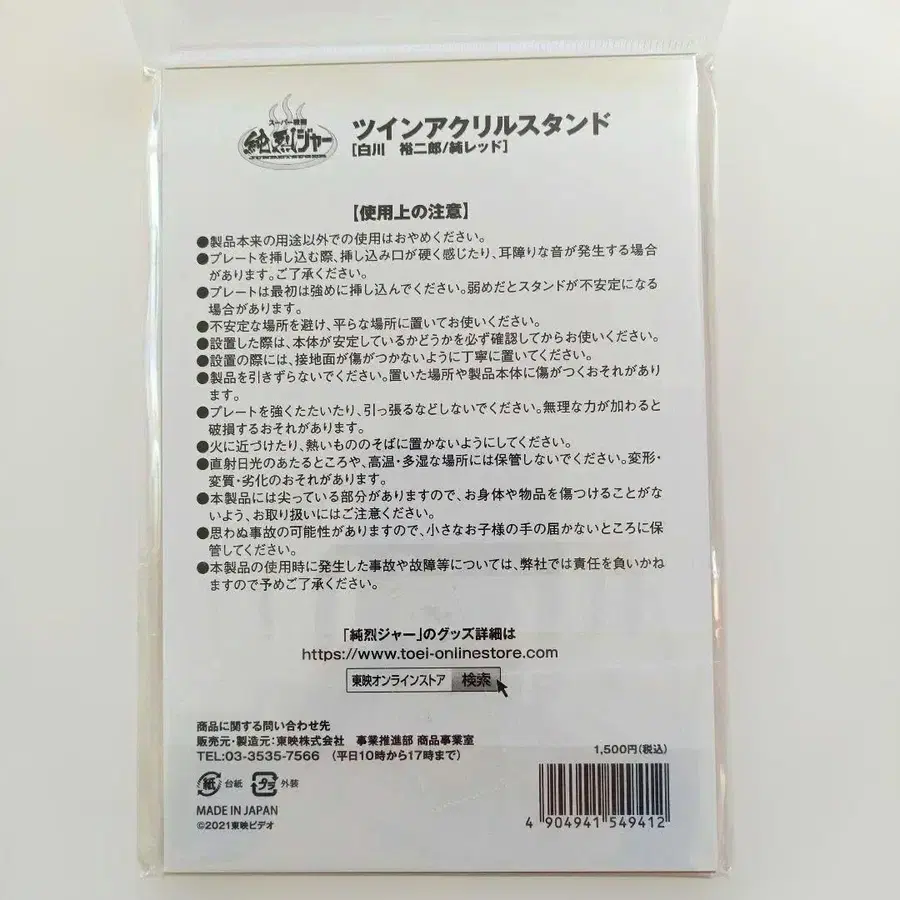 スーパー戦闘
純烈ジャー
ツインアクリルスタンド
[白川 裕二郎/純レッド]
【使用上の注意】
●製品本来の用途以外での使用はおやめください。
●プレートを挿し込む際、挿し込み口が硬く感じたり、耳障りな音が発生する場合
があります。ご了承ください。
●プレートは最初は強めに挿し込んでください。弱めだとスタンドが不安定になる
場合があります。
●不安定な場所を避け、平らな場所に置いてお使いください。
●設置した際は、本体が安定しているかどうかを必ず確認してからお使いください。
●設置の際には、接地面が傷がつかないように丁寧に置いてください。
●製品を引きずらないでください。置いた場所や製品本体に傷がつくおそれがあり
ます。
●プレートを強くたたいたり、引っ張るなどしないでください。無理な力が加わると
破損するおそれがあります。
●火に近づけたり、熱いもののそばに置かないようにしてください。
●直射日光のあたるところや、高温・多湿な場所には保管しないでください。変形・
変質・劣化のおそれがあります。
●本製品には尖っている部分がありますので、お身体や物品を傷つけることがな
いよう、お取り扱いにはご注意ください。
●思わぬ事故の可能性がありますので、小さなお子様の手の届かないところに保
管してください。
●本製品の使用時に発生した事故や故障等については、弊社では責任を負いかね
ますので予めご了承ください。
「純烈ジャー」のグッズ詳細は
https://www.toei-onlinestore.com
東映オンラインストア 検索
商品に関する問い合わせ先
販売元・製造元：東映株式会社 事業推進部 商品事業室
TEL:03-3535-7566 （平日10時から17時まで）
1,500円（税込）
紙 台紙 プラ 外装
MADE IN JAPAN
©2021東映ビデオ
4 904941 549412